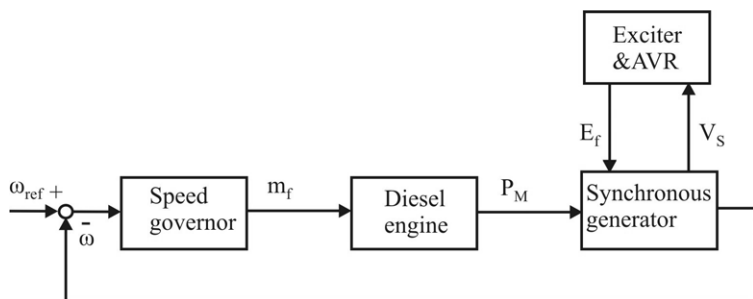 Exciter
&AVR
E_f
V_S
ω_ref +
-
ω
Speed
governor
m_f
Diesel
engine
P_M
Synchronous
generator